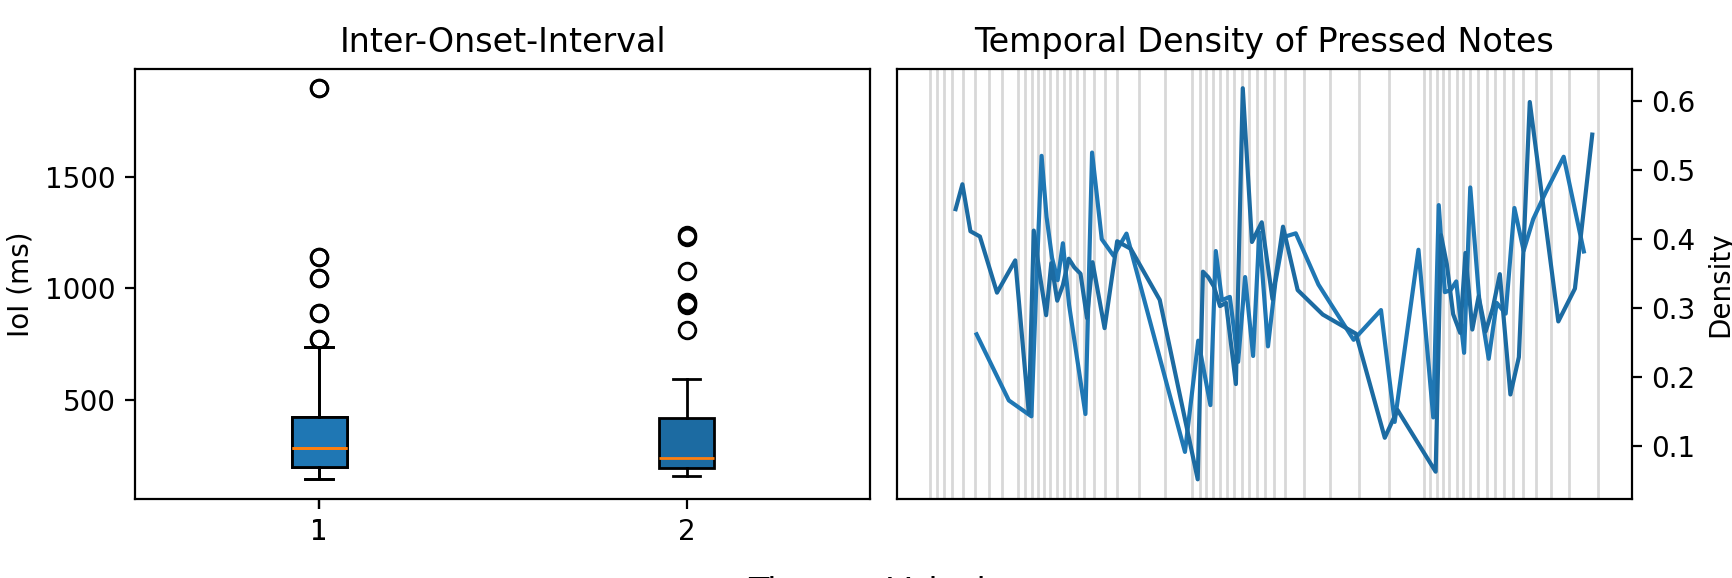 Inter-Onset-Interval
Temporal Density of Pressed Notes
IoI (ms)
1500
1000
500
1
2
0.6
0.5
0.4
0.3
0.2
0.1
Density